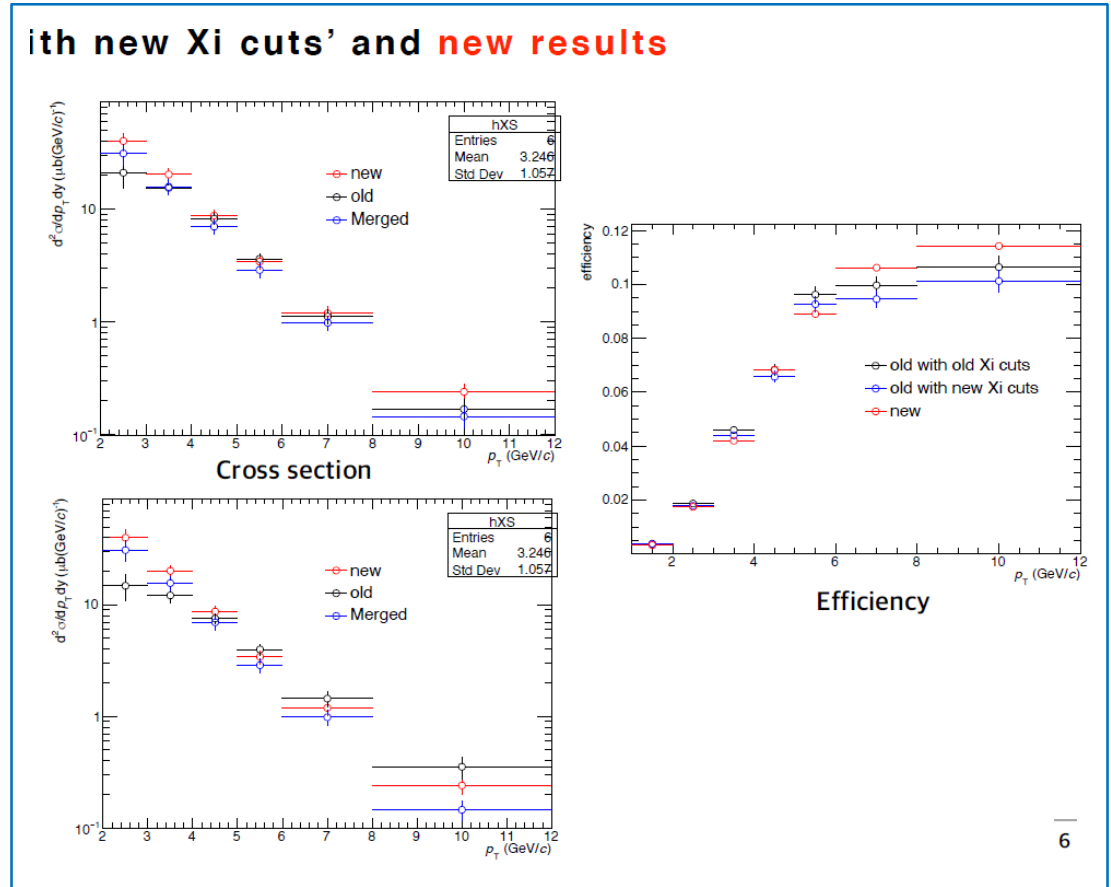 ith new Xi cuts' and new results
hXS
Entries 6
Mean 3.246
Std Dev 1.057
new
old
Merged
d²σ/dp_T dy (μb(GeV/c)⁻¹)
10
1
10⁻¹
2 3 4 5 6 7 8 9 10 11 12
p_T (GeV/c)
Cross section
hXS
Entries 6
Mean 3.246
Std Dev 1.057
new
old
Merged
d²σ/dp_T dy (μb(GeV/c)⁻¹)
10
1
10⁻¹
2 3 4 5 6 7 8 9 10 11 12
p_T (GeV/c)
efficiency
0.12
0.1
0.08
0.06
0.04
0.02
old with old Xi cuts
old with new Xi cuts
new
2 4 6 8 10 12
p_T (GeV/c)
Efficiency
6